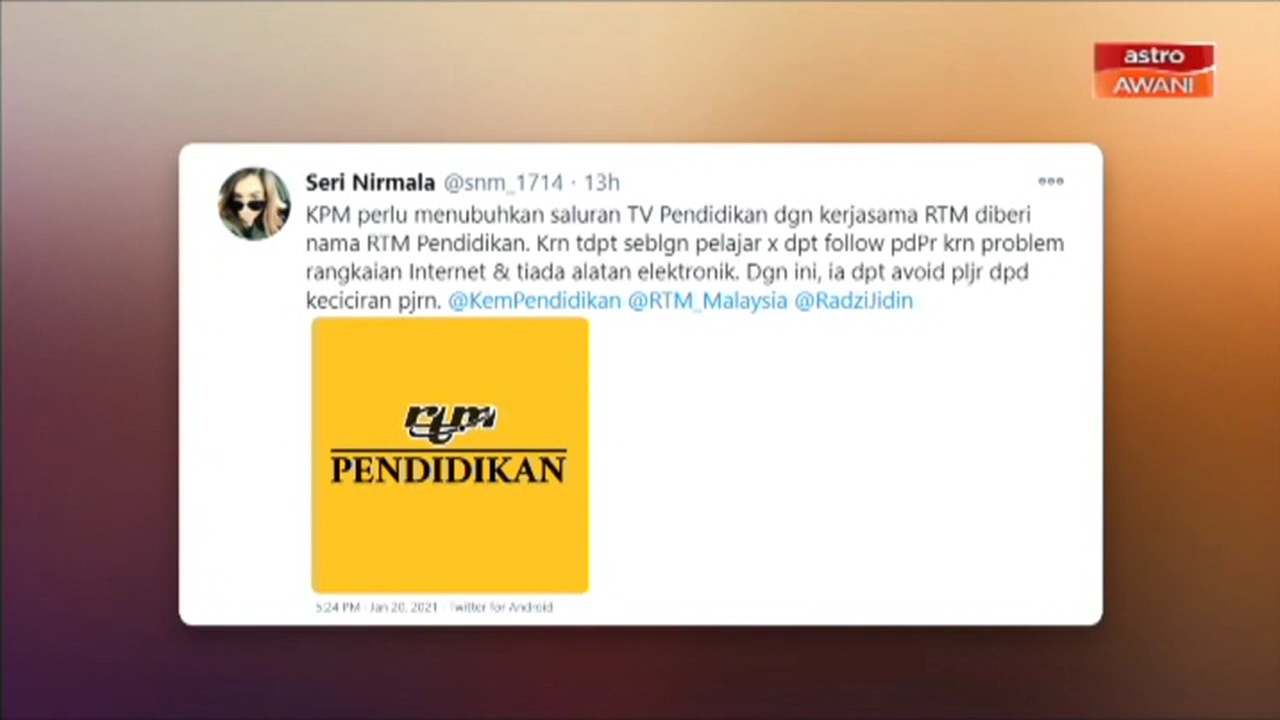 astro
AWANI
Seri Nirmala @snm_1714 · 13h
KPM perlu menubuhkan saluran TV Pendidikan dgn kerjasama RTM diberi
nama RTM Pendidikan. Krn tdpt seblgn pelajar x dpt follow pdPr krn problem
rangkaian Internet & tiada alatan elektronik. Dgn ini, ia dpt avoid pljr dpd
keciciran pjrn. @KemPendidikan @RTM_Malaysia @RadziJidin
rtm
PENDIDIKAN
5:24 PM · Jan 20, 2021 · Twitter for Android